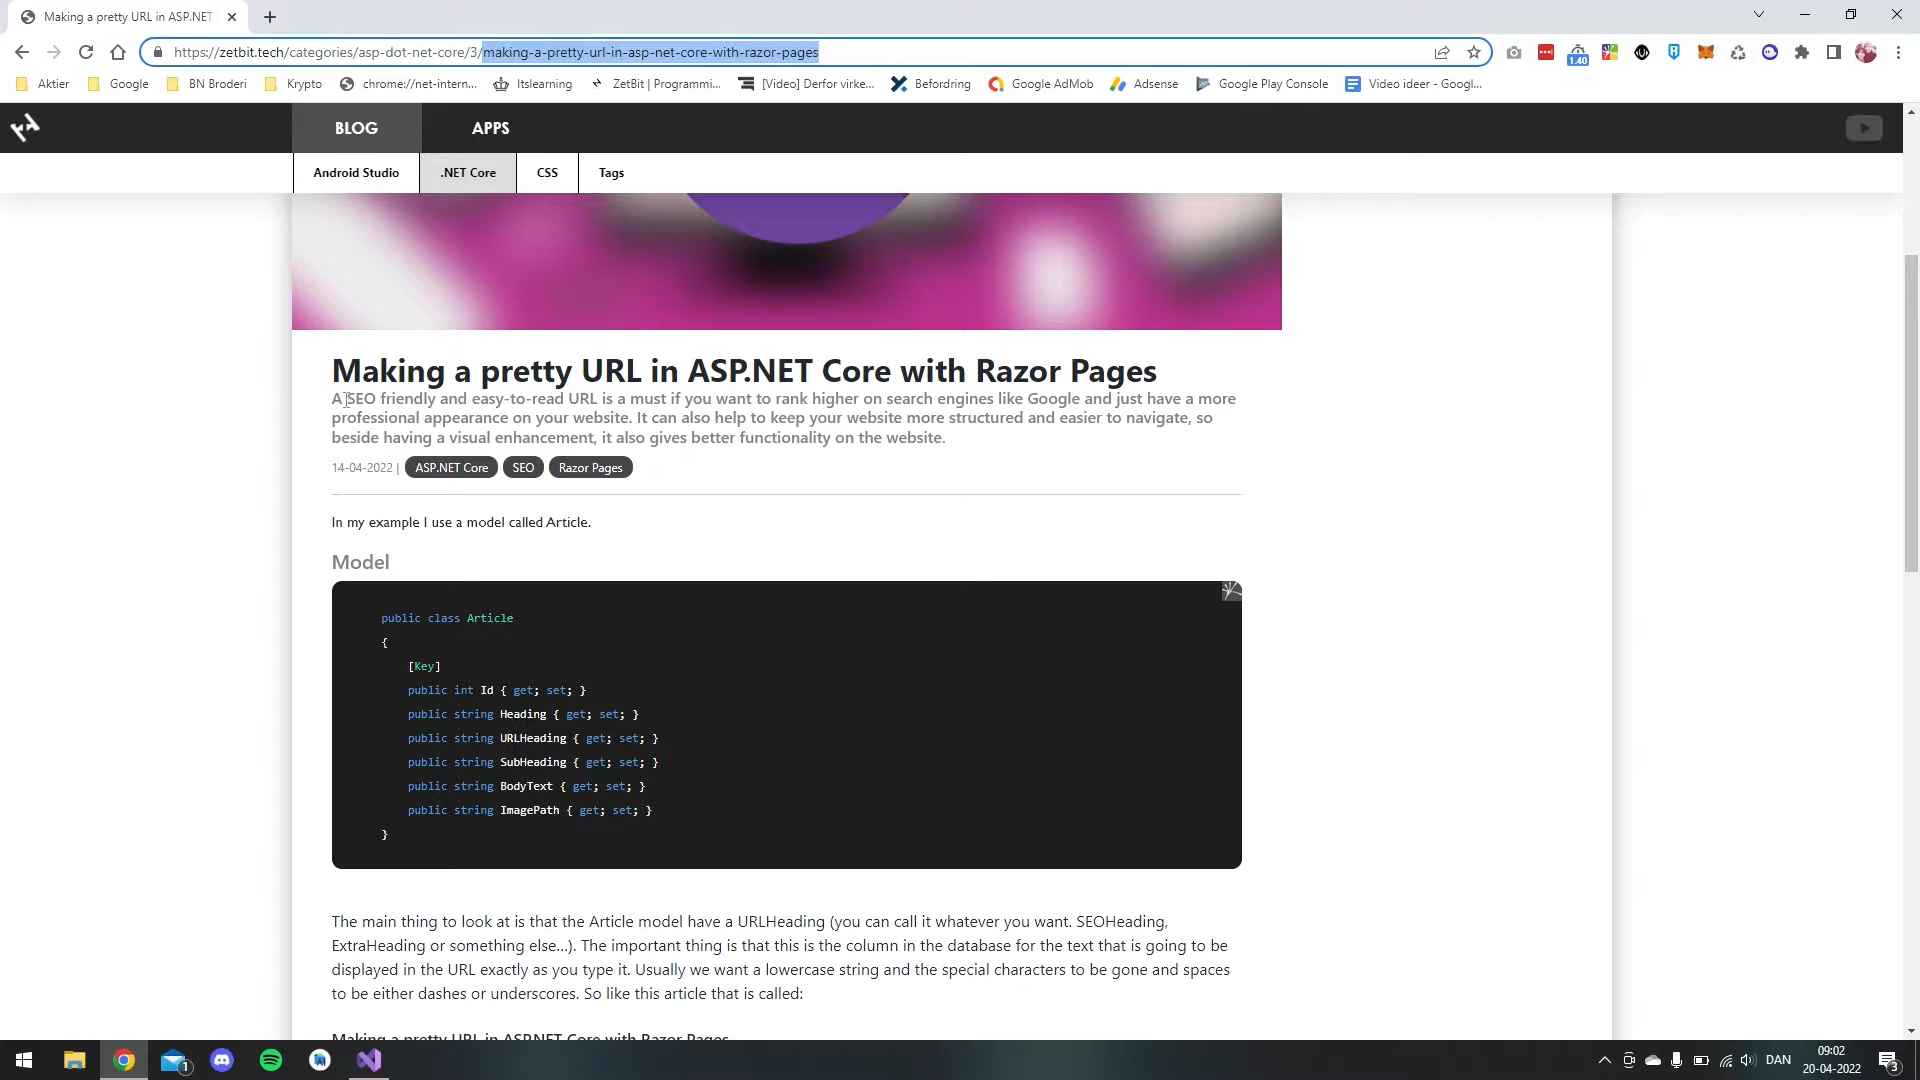 Making a pretty URL in ASP.NET
https://zetbit.tech/categories/asp-dot-net-core/3/making-a-pretty-url-in-asp-net-core-with-razor-pages
1.40
Aktier
Google
BN Broderi
Krypto
chrome://net-intern...
Itslearning
ZetBit | Programmi...
[Video] Derfor virke...
Befordring
Google AdMob
Adsense
Google Play Console
Video ideer - Googl...
BLOG
APPS
Android Studio
.NET Core
CSS
Tags
Making a pretty URL in ASP.NET Core with Razor Pages
A SEO friendly and easy-to-read URL is a must if you want to rank higher on search engines like Google and just have a more
professional appearance on your website. It can also help to keep your website more structured and easier to navigate, so
beside having a visual enhancement, it also gives better functionality on the website.
14-04-2022 | ASP.NET Core SEO Razor Pages
In my example I use a model called Article.
Model
public class Article
{
[Key]
public int Id { get; set; }
public string Heading { get; set; }
public string URLHeading { get; set; }
public string SubHeading { get; set; }
public string BodyText { get; set; }
public string ImagePath { get; set; }
}
The main thing to look at is that the Article model have a URLHeading (you can call it whatever you want. SEOHeading,
ExtraHeading or something else...). The important thing is that this is the column in the database for the text that is going to be
displayed in the URL exactly as you type it. Usually we want a lowercase string and the special characters to be gone and spaces
to be either dashes or underscores. So like this article that is called:
Making a pretty URL in ASP.NET Core with Razor Pages
1
DAN
09:02
20-04-2022
3